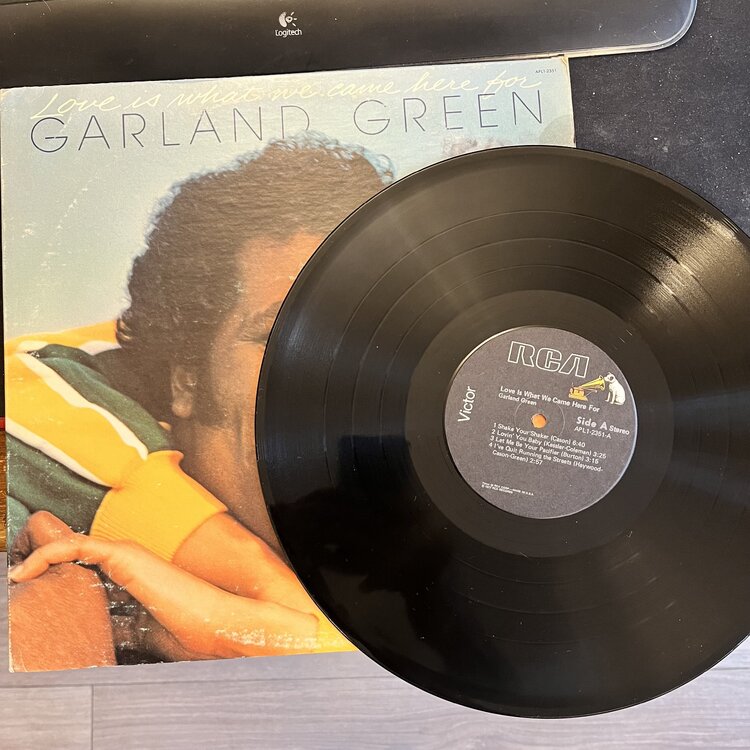 Logitech
APL1-2351
Love is what we came here for
GARLAND GREEN
RCA
Victor
Love Is What We Came Here For
Garland Green
Side A Stereo
APL1-2351-A
1 Shake Your Shaker (Cason) 6:40
2 Lovin' You Baby (Kessler-Coleman) 3:25
3 Let Me Be Your Pacifier (Burton) 3:15
4 I've Quit Running the Streets (Haywood-
Cason-Green) 2:57